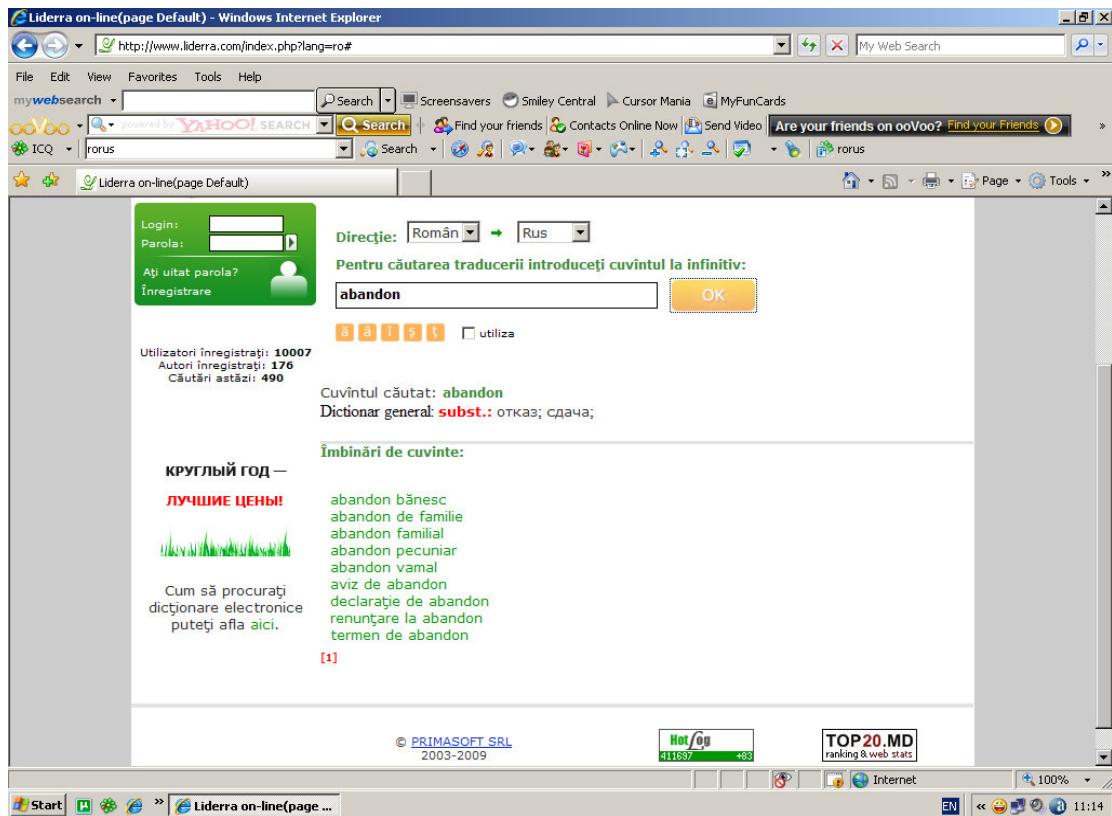 Liderra on-line(page Default) - Windows Internet Explorer
http://www.liderra.com/index.php?lang=ro#
My Web Search
File Edit View Favorites Tools Help
mywebsearch Search Screensavers Smiley Central Cursor Mania MyFunCards
ooVoo powered by YAHOO! SEARCH Search Find your friends Contacts Online Now Send Video Are your friends on ooVoo? Find your Friends »
ICQ rorus Search rorus
Liderra on-line(page Default) Page Tools »
Login:
Parola:
Aţi uitat parola?
Înregistrare
Direcţie: Român Rus
Pentru căutarea traducerii introduceţi cuvîntul la infinitiv:
abandon OK
ă â î ş ţ utiliza
Utilizatori înregistraţi: 10007
Autori înregistraţi: 176
Căutări astăzi: 490
Cuvîntul căutat: abandon
Dictionar general: subst.: отказ; сдача;
КРУГЛЫЙ ГОД —
ЛУЧШИЕ ЦЕНЫ!
Cum să procuraţi
dicţionare electronice
puteţi afla aici.
Îmbinări de cuvinte:
abandon bănesc
abandon de familie
abandon familial
abandon pecuniar
abandon vamal
aviz de abandon
declaraţie de abandon
renunţare la abandon
termen de abandon
[1]
© PRIMASOFT SRL
2003-2009
HotLog
411697 +83
TOP20.MD
ranking & web stats
Internet 100%
Start » Liderra on-line(page ... EN « 11:14